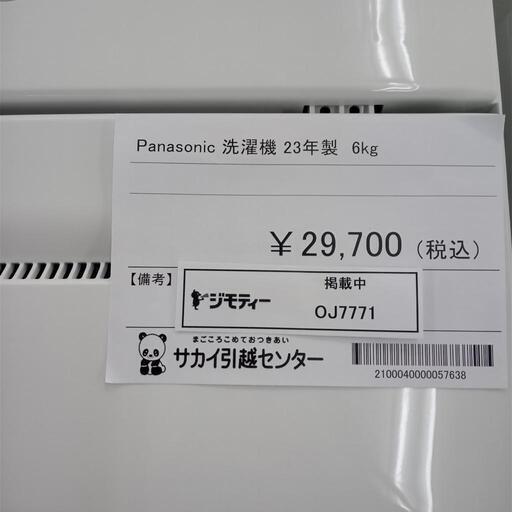 Panasonic 洗濯機 23年製 6kg
￥29,700（税込）
【備考】
ジモティー
掲載中
OJ7771
まごころこめておつきあい
サカイ引越センター
2100040000057638